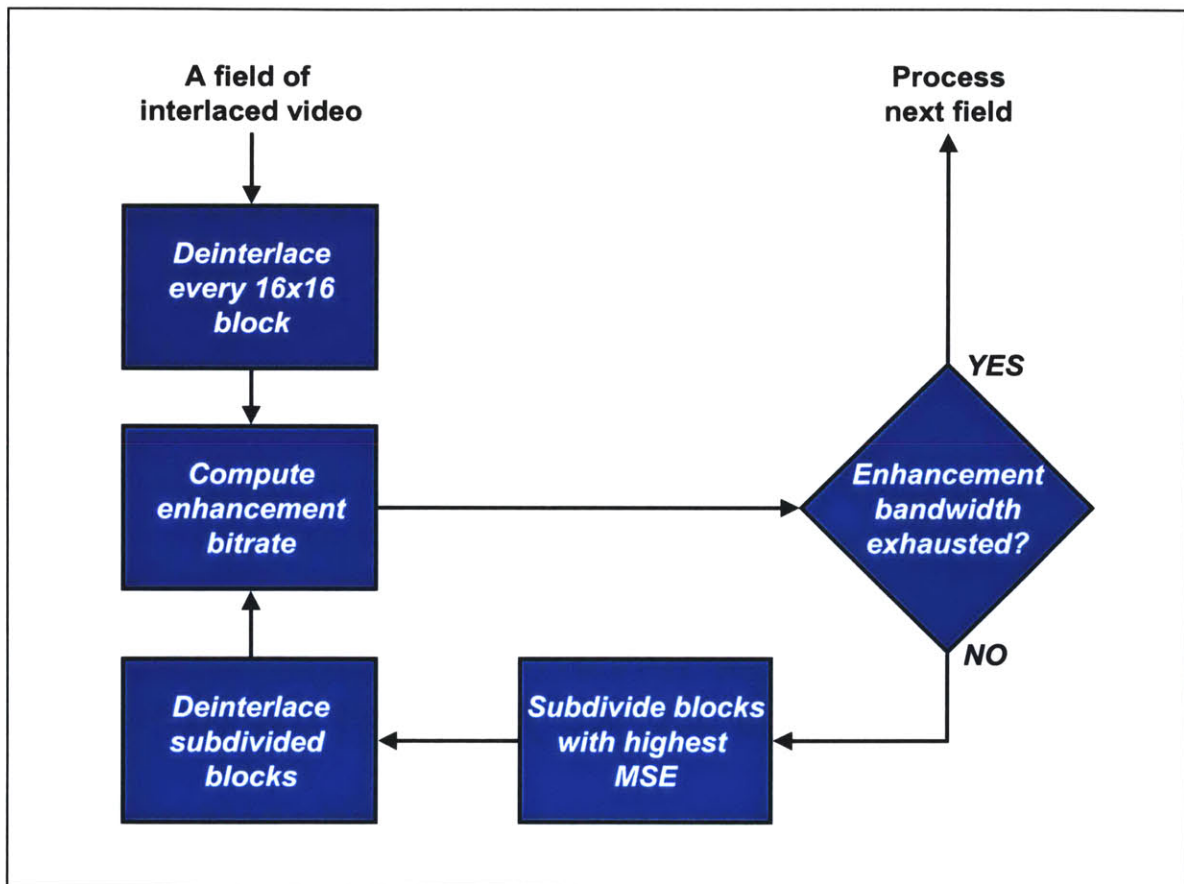 A field of
interlaced video
Process
next field
Deinterlace
every 16x16
block
YES
Compute
enhancement
bitrate
Enhancement
bandwidth
exhausted?
NO
Deinterlace
subdivided
blocks
Subdivide blocks
with highest
MSE